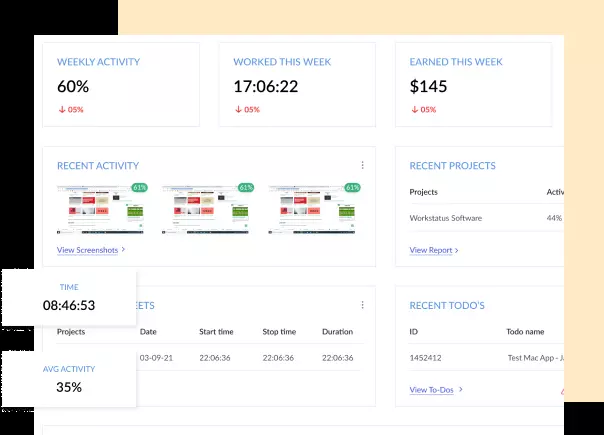 WEEKLY ACTIVITY
60%
↓ 05%
WORKED THIS WEEK
17:06:22
↓ 05%
EARNED THIS WEEK
$145
↓ 05%
RECENT ACTIVITY
61%
61%
61%
View Screenshots >
RECENT PROJECTS
Projects Activ
Workstatus Software 44%
View Report >
TIME
08:46:53
EETS
Projects Date Start time Stop time Duration
03-09-21 22:06:36 22:06:36 22:06:36
AVG ACTIVITY
35%
RECENT TODO'S
ID Todo name
1452412 Test Mac App - Ja
View To-Dos >